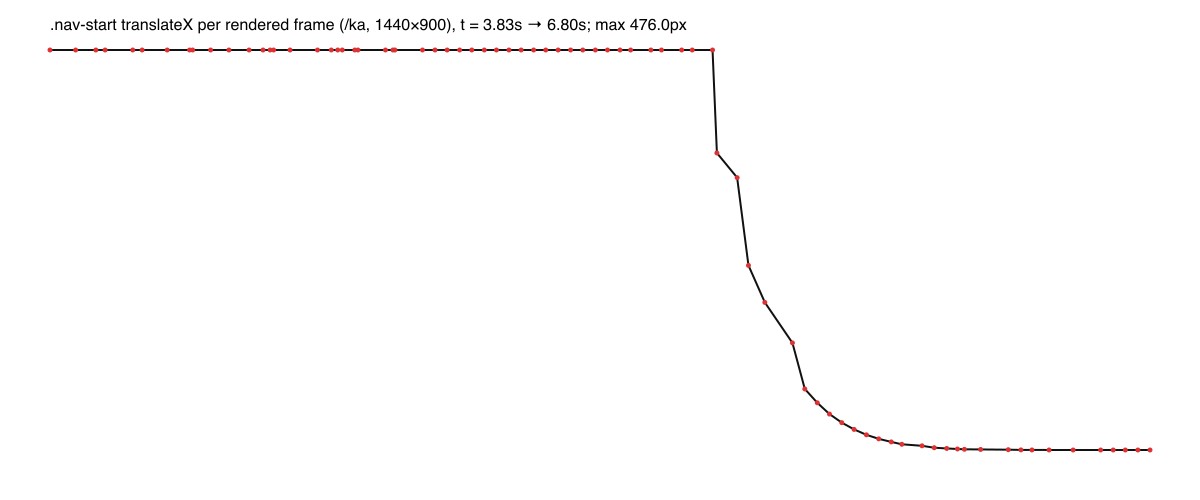 .nav-start translateX per rendered frame (/ka, 1440×900), t = 3.83s → 6.80s; max 476.0px